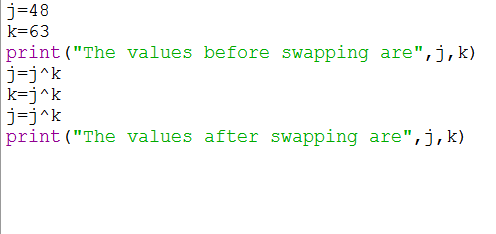 j=48
k=63
print("The values before swapping are",j,k)
j=j^k
k=j^k
j=j^k
print("The values after swapping are",j,k)